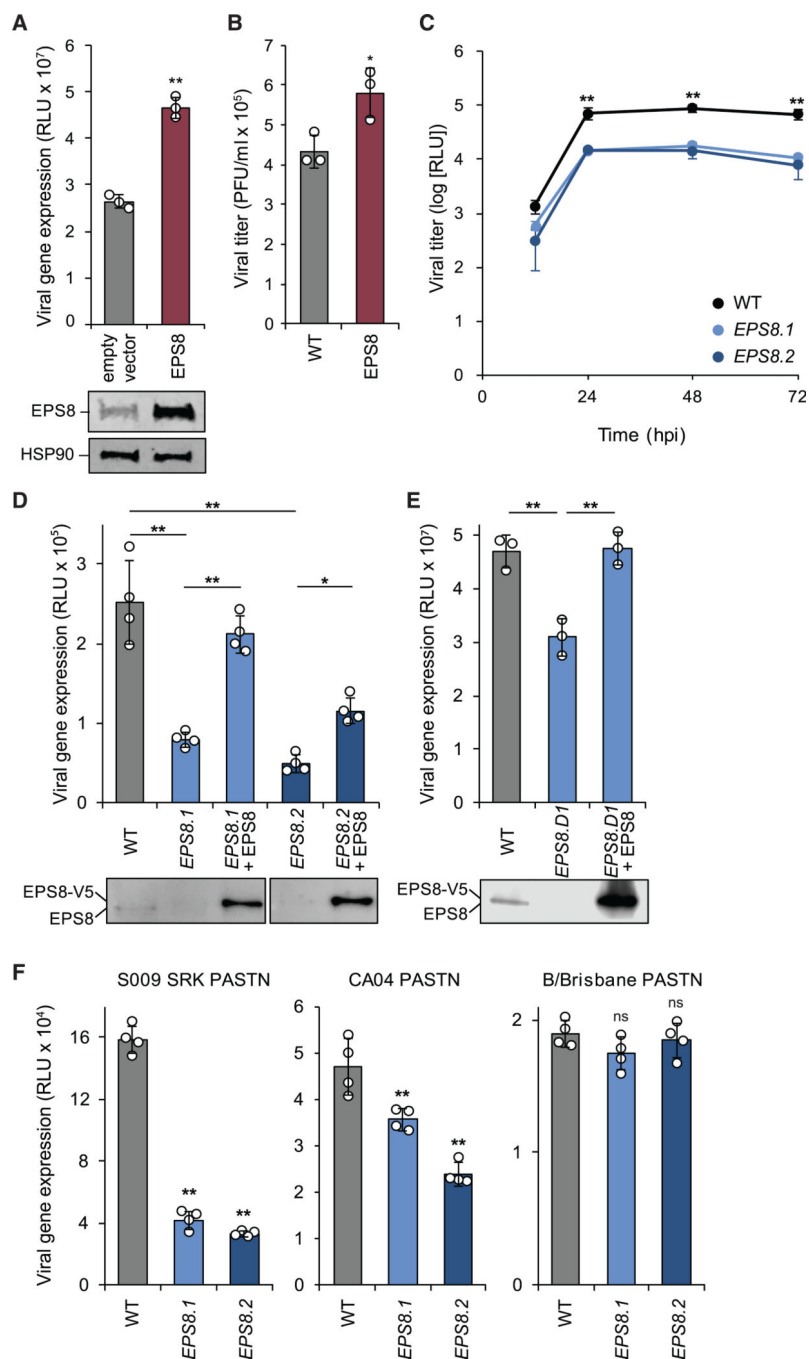 A
Viral gene expression (RLU x 10⁷)
6
5
4
3
2
1
0
**
empty
vector
EPS8
EPS8
HSP90
B
Viral titer (PFU/ml x 10⁵)
7
6
5
4
3
2
1
0
*
WT
EPS8
C
Viral titer (log [RLU])
6
5
4
3
2
1
0
** ** **
WT
EPS8.1
EPS8.2
0 24 48 72
Time (hpi)
D
Viral gene expression (RLU x 10⁵)
3
2
1
0
**
**
**
*
WT
EPS8.1
EPS8.1
+ EPS8
EPS8.2
EPS8.2
+ EPS8
EPS8-V5
EPS8
E
Viral gene expression (RLU x 10⁷)
5
4
3
2
1
0
** **
WT
EPS8.D1
EPS8.D1
+ EPS8
EPS8-V5
EPS8
F
Viral gene expression (RLU x 10⁴)
S009 SRK PASTN
16
12
8
4
0
** **
WT
EPS8.1
EPS8.2
CA04 PASTN
6
5
4
3
2
1
0
**
**
WT
EPS8.1
EPS8.2
B/Brisbane PASTN
2
1
0
ns
ns
WT
EPS8.1
EPS8.2